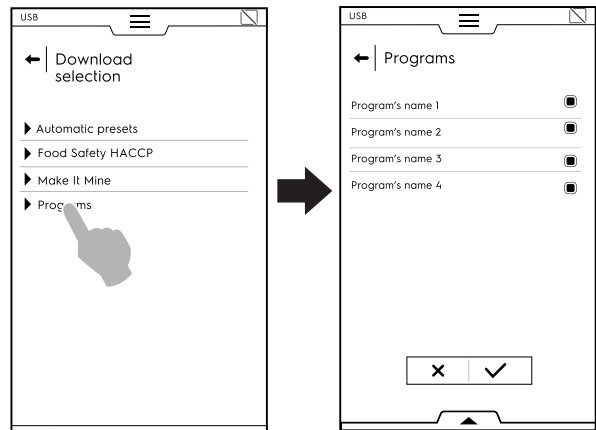 USB
Download
selection
Automatic presets
Food Safety HACCP
Make It Mine
Programs
USB
Programs
Program's name 1
Program's name 2
Program's name 3
Program's name 4